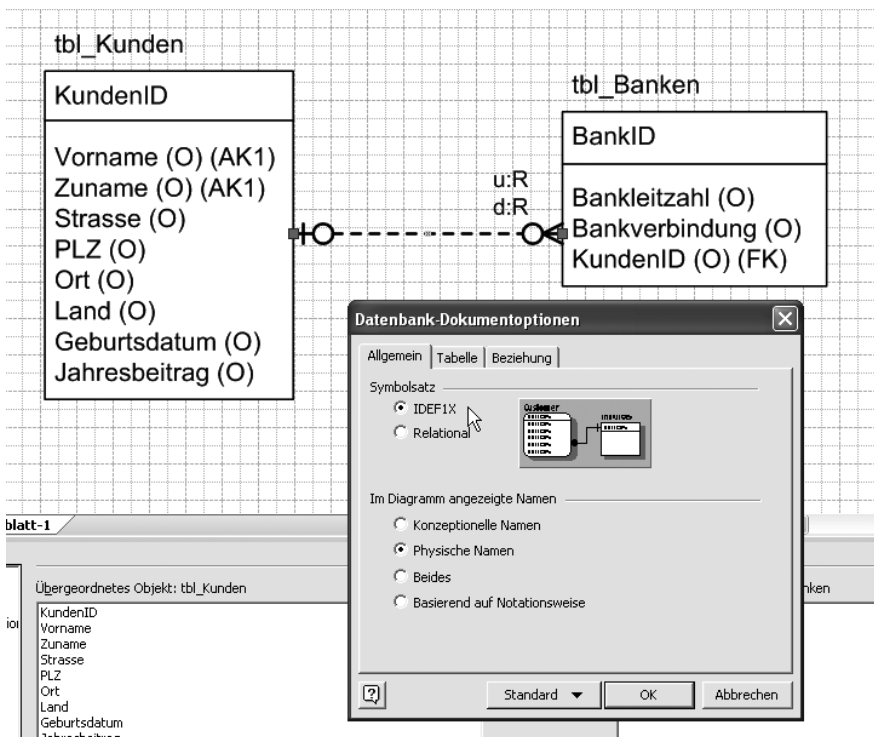 tbl_Kunden
KundenID
Vorname (O) (AK1)
Zuname (O) (AK1)
Strasse (O)
PLZ (O)
Ort (O)
Land (O)
Geburtsdatum (O)
Jahresbeitrag (O)
u:R
d:R
tbl_Banken
BankID
Bankleitzahl (O)
Bankverbindung (O)
KundenID (O) (FK)
Datenbank-Dokumentoptionen
Allgemein Tabelle Beziehung
Symbolsatz
IDEF1X
Relational
Customer
Im Diagramm angezeigte Namen
Konzeptionelle Namen
Physische Namen
Beides
Basierend auf Notationsweise
Standard OK Abbrechen
blatt-1
Übergeordnetes Objekt: tbl_Kunden
nken
KundenID
Vorname
Zuname
Strasse
PLZ
Ort
Land
Geburtsdatum
Jahresbeitrag